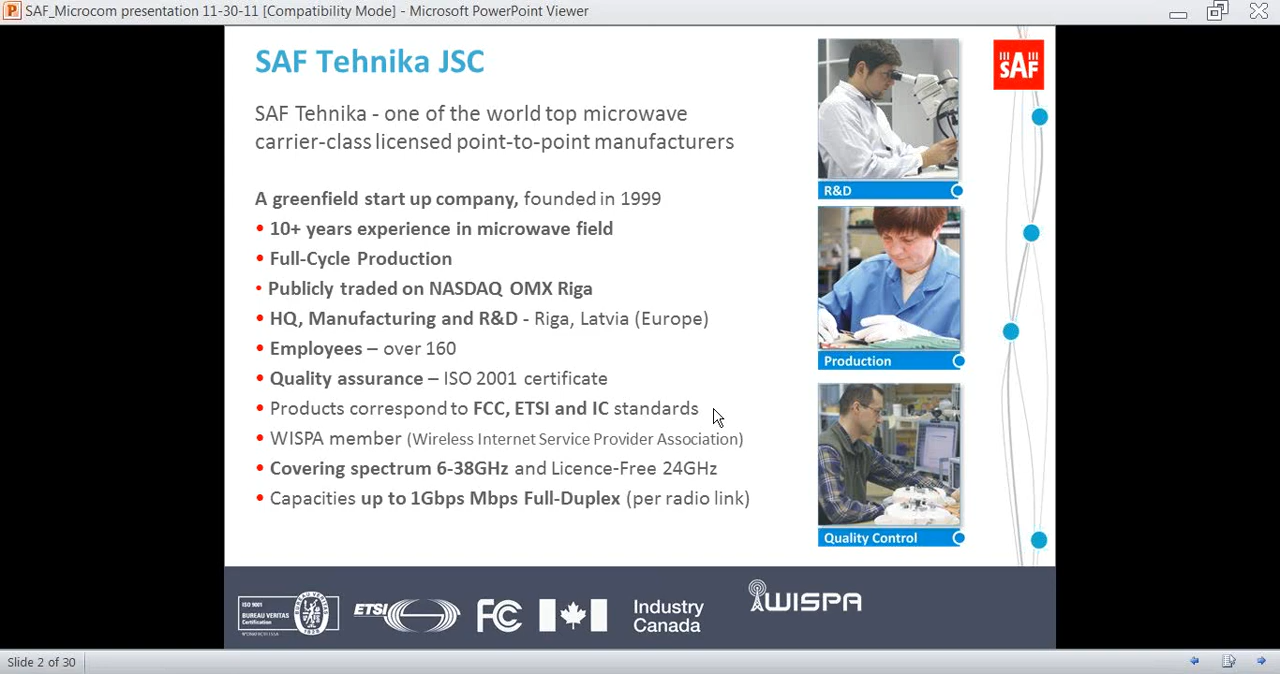 SAF_Microcom presentation 11-30-11 [Compatibility Mode] - Microsoft PowerPoint Viewer
SAF Tehnika JSC
SAF Tehnika - one of the world top microwave
carrier-class licensed point-to-point manufacturers
A greenfield start up company, founded in 1999
• 10+ years experience in microwave field
• Full-Cycle Production
• Publicly traded on NASDAQ OMX Riga
• HQ, Manufacturing and R&D - Riga, Latvia (Europe)
• Employees – over 160
• Quality assurance – ISO 2001 certificate
• Products correspond to FCC, ETSI and IC standards
• WISPA member (Wireless Internet Service Provider Association)
• Covering spectrum 6-38GHz and Licence-Free 24GHz
• Capacities up to 1Gbps Mbps Full-Duplex (per radio link)
R&D
Production
Quality Control
SAF
ISO 9001
BUREAU VERITAS
Certification
ETSI
FC
Industry
Canada
WISPA
Slide 2 of 30